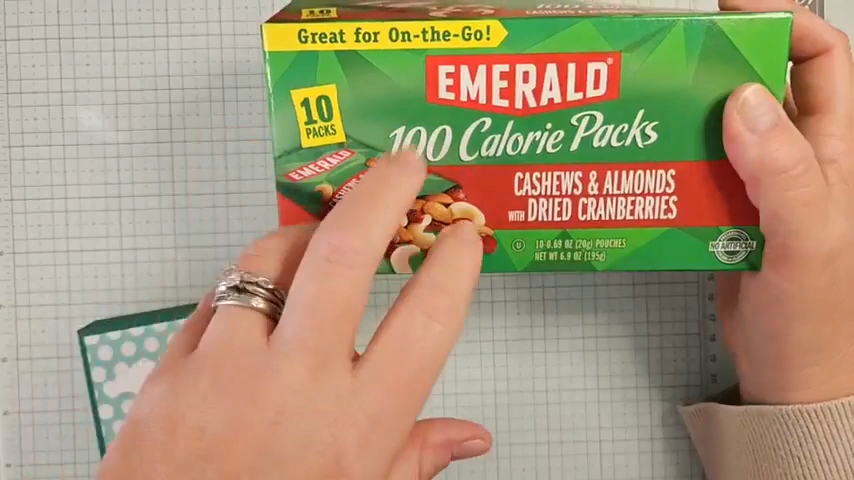 10
Great for On-the-Go!
EMERALD®
10
PACKS
100 Calorie Packs
EMERALD
CASHEWS & ALMONDS
with DRIED CRANBERRIES
U
10-0.69 OZ (20g) POUCHES
NET WT 6.9 OZ (195g)
NO ARTIFICIAL